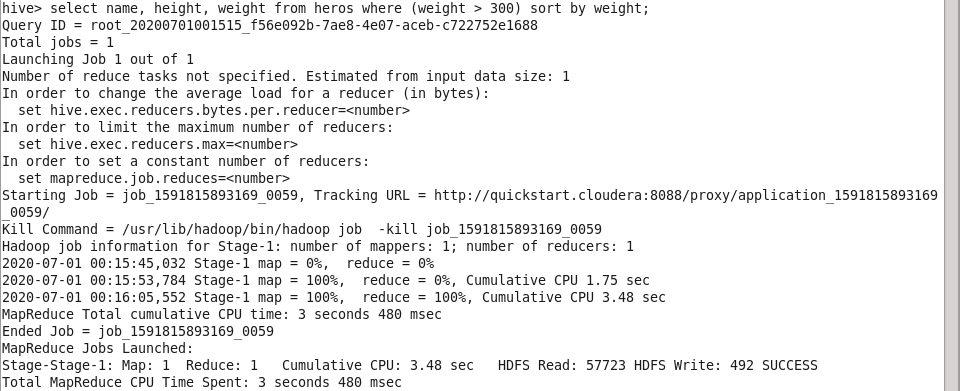 hive> select name, height, weight from heros where (weight > 300) sort by weight;
Query ID = root_20200701001515_f56e092b-7ae8-4e07-aceb-c722752e1688
Total jobs = 1
Launching Job 1 out of 1
Number of reduce tasks not specified. Estimated from input data size: 1
In order to change the average load for a reducer (in bytes):
  set hive.exec.reducers.bytes.per.reducer=<number>
In order to limit the maximum number of reducers:
  set hive.exec.reducers.max=<number>
In order to set a constant number of reducers:
  set mapreduce.job.reduces=<number>
Starting Job = job_1591815893169_0059, Tracking URL = http://quickstart.cloudera:8088/proxy/application_1591815893169
_0059/
Kill Command = /usr/lib/hadoop/bin/hadoop job  -kill job_1591815893169_0059
Hadoop job information for Stage-1: number of mappers: 1; number of reducers: 1
2020-07-01 00:15:45,032 Stage-1 map = 0%,  reduce = 0%
2020-07-01 00:15:53,784 Stage-1 map = 100%,  reduce = 0%, Cumulative CPU 1.75 sec
2020-07-01 00:16:05,552 Stage-1 map = 100%,  reduce = 100%, Cumulative CPU 3.48 sec
MapReduce Total cumulative CPU time: 3 seconds 480 msec
Ended Job = job_1591815893169_0059
MapReduce Jobs Launched:
Stage-Stage-1: Map: 1  Reduce: 1   Cumulative CPU: 3.48 sec   HDFS Read: 57723 HDFS Write: 492 SUCCESS
Total MapReduce CPU Time Spent: 3 seconds 480 msec